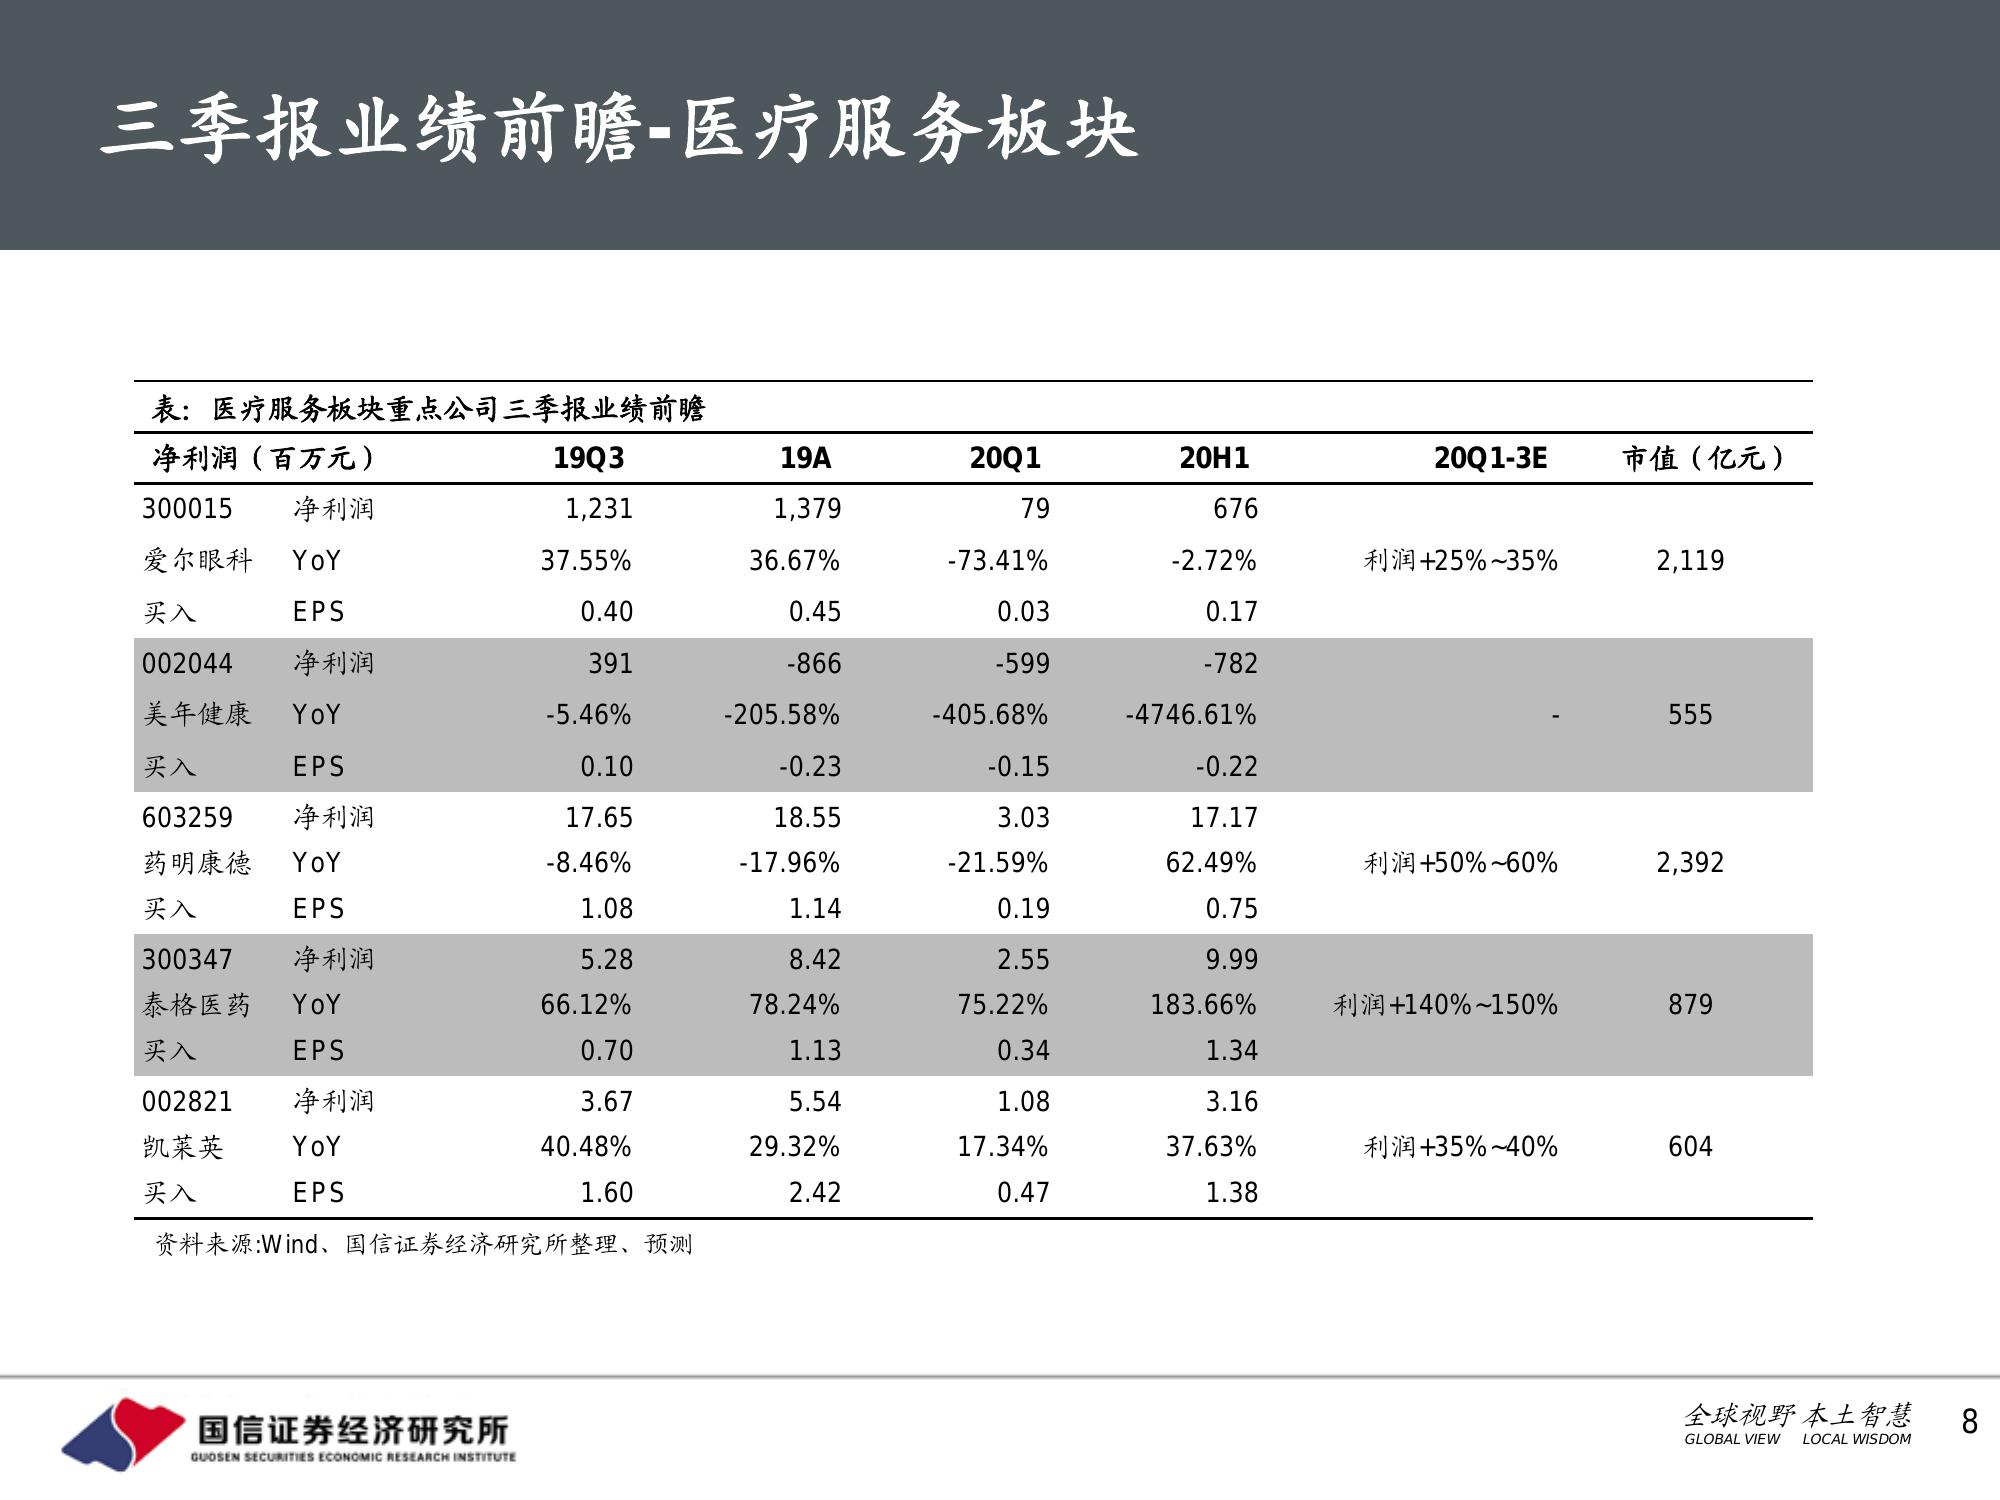 三季报业绩前瞻-医疗服务板块
表： 医疗服务板块重点公司三季报业绩前瞻
净利润（百万元） 19Q3 19A 20Q1 20H1 20Q1-3E 市值（亿元）
300015 净利润 1,231 1,379 79 676
爱尔眼科 YoY 37.55% 36.67% -73.41% -2.72% 利润+25%~35% 2,119
买入 EPS 0.40 0.45 0.03 0.17
002044 净利润 391 -866 -599 -782
美年健康 YoY -5.46% -205.58% -405.68% -4746.61% - 555
买入 EPS 0.10 -0.23 -0.15 -0.22
603259 净利润 17.65 18.55 3.03 17.17
药明康德 YoY -8.46% -17.96% -21.59% 62.49% 利润+50%~60% 2,392
买入 EPS 1.08 1.14 0.19 0.75
300347 净利润 5.28 8.42 2.55 9.99
泰格医药 YoY 66.12% 78.24% 75.22% 183.66% 利润+140%~150% 879
买入 EPS 0.70 1.13 0.34 1.34
002821 净利润 3.67 5.54 1.08 3.16
凯莱英 YoY 40.48% 29.32% 17.34% 37.63% 利润+35%~40% 604
买入 EPS 1.60 2.42 0.47 1.38
资料来源:Wind、国信证券经济研究所整理、预测
国信证券经济研究所
GUOSEN SECURITIES ECONOMIC RESEARCH INSTITUTE
全球视野 本土智慧
GLOBAL VIEW LOCAL WISDOM
8